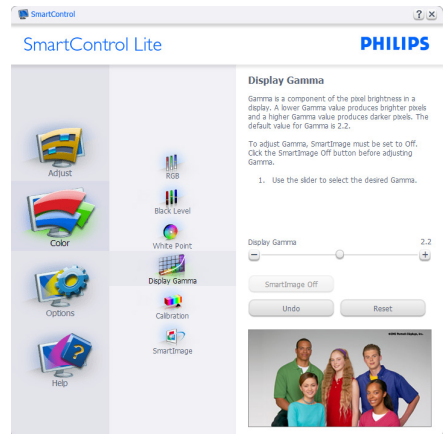 SmartControl
SmartControl Lite
PHILIPS
Adjust
Color
Options
Help
RGB
Black Level
White Point
Display Gamma
Calibration
SmartImage
Display Gamma
Gamma is a component of the pixel brightness in a
display. A lower Gamma value produces brighter pixels
and a higher Gamma value produces darker pixels. The
default value for Gamma is 2.2.
To adjust Gamma, SmartImage must be set to Off.
Click the SmartImage Off button before adjusting
Gamma.
1. Use the slider to select the desired Gamma.
Display Gamma 2.2
SmartImage Off
Undo Reset